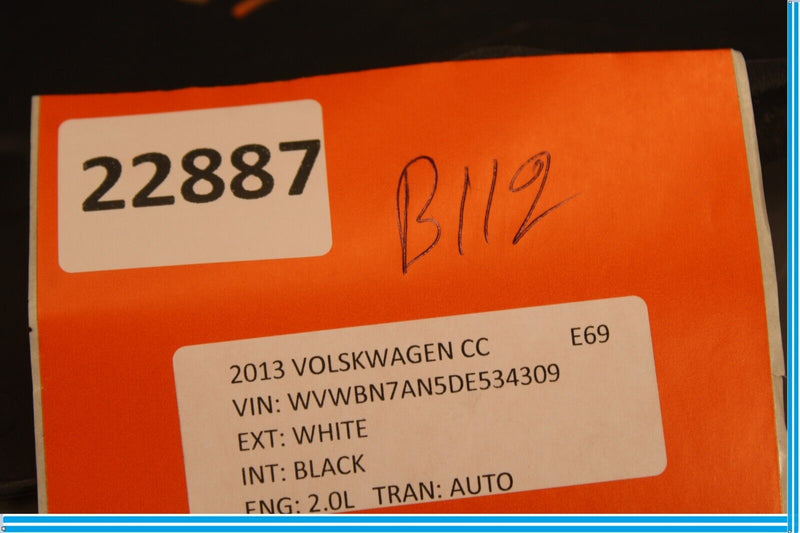 22887
B112
2013 VOLSKWAGEN CC E69
VIN: WVWBN7AN5DE534309
EXT: WHITE
INT: BLACK
ENG: 2.0L TRAN: AUTO